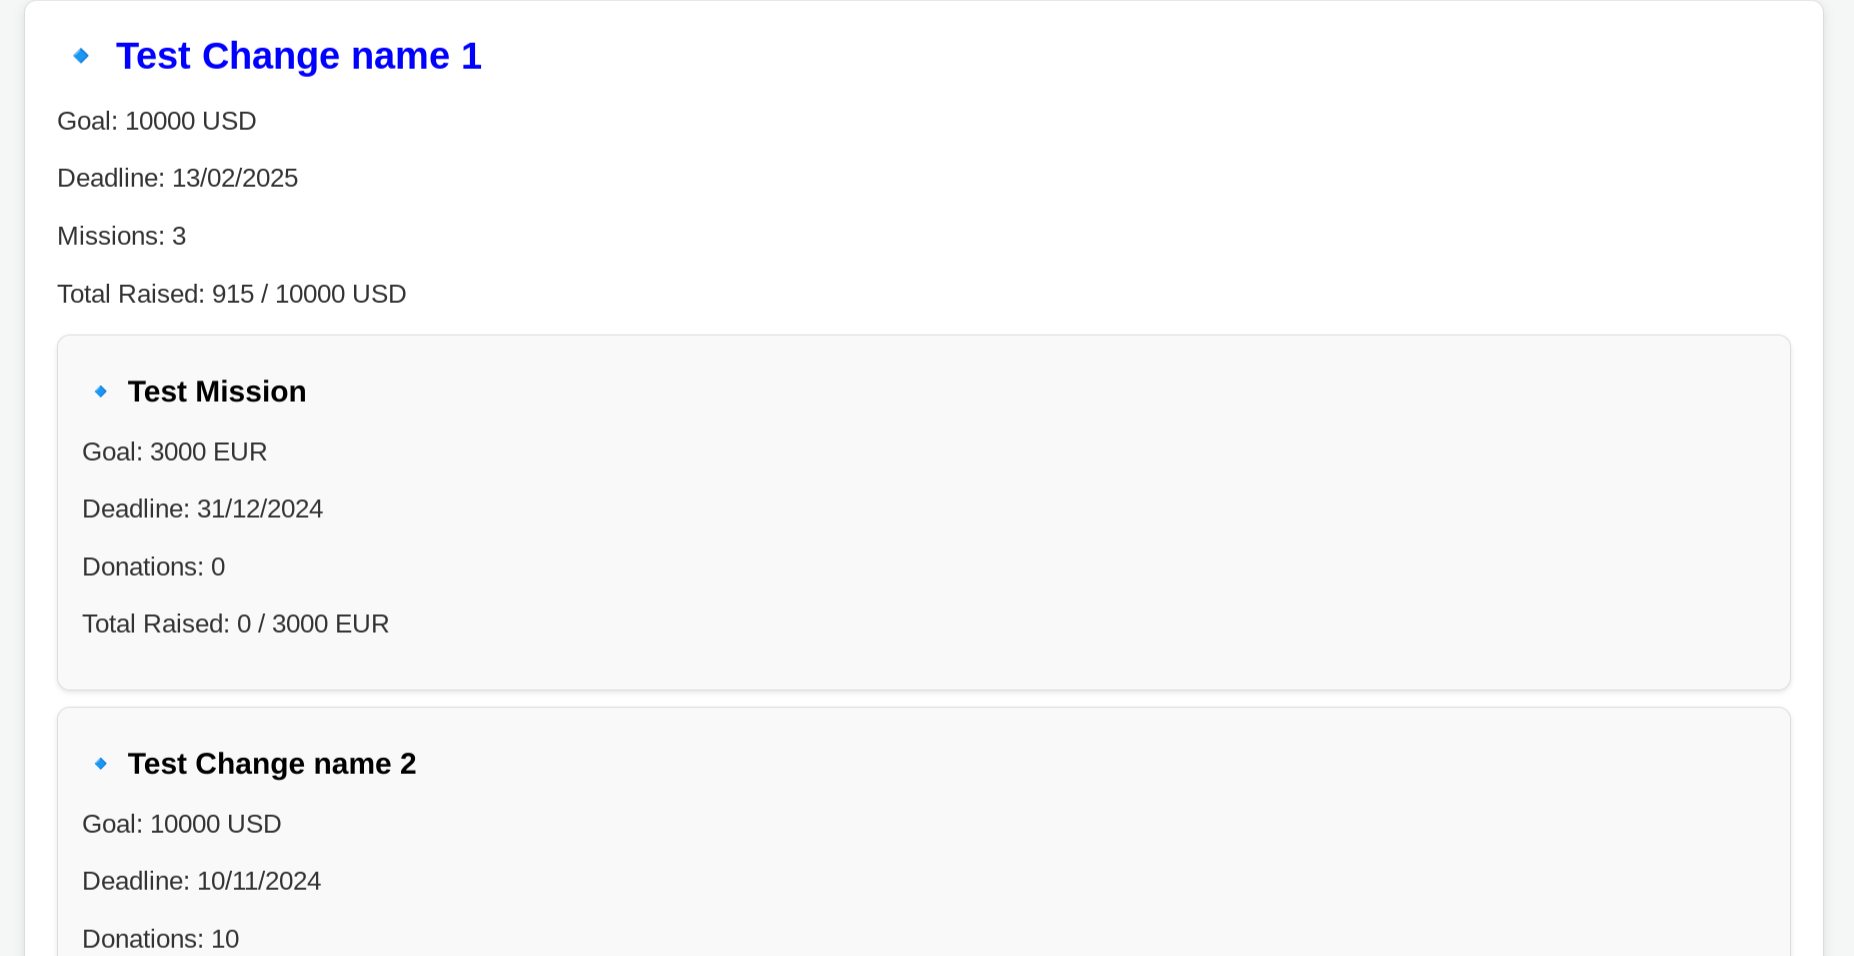 Test Change name 1
Goal: 10000 USD
Deadline: 13/02/2025
Missions: 3
Total Raised: 915 / 10000 USD
Test Mission
Goal: 3000 EUR
Deadline: 31/12/2024
Donations: 0
Total Raised: 0 / 3000 EUR
Test Change name 2
Goal: 10000 USD
Deadline: 10/11/2024
Donations: 10